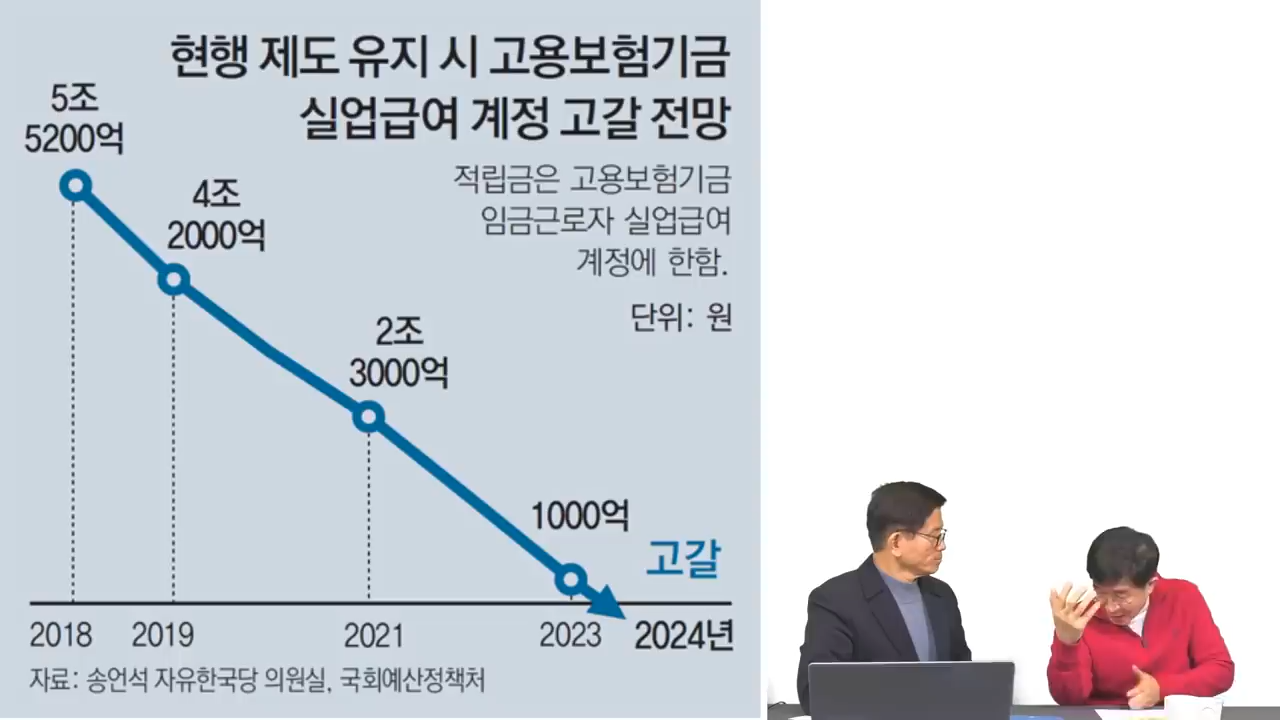 현행 제도 유지 시 고용보험기금
실업급여 계정 고갈 전망
적립금은 고용보험기금
임금근로자 실업급여
계정에 한함.
단위: 원
5조
5200억
4조
2000억
2조
3000억
1000억
고갈
2018 2019 2021 2023 2024년
자료: 송언석 자유한국당 의원실, 국회예산정책처